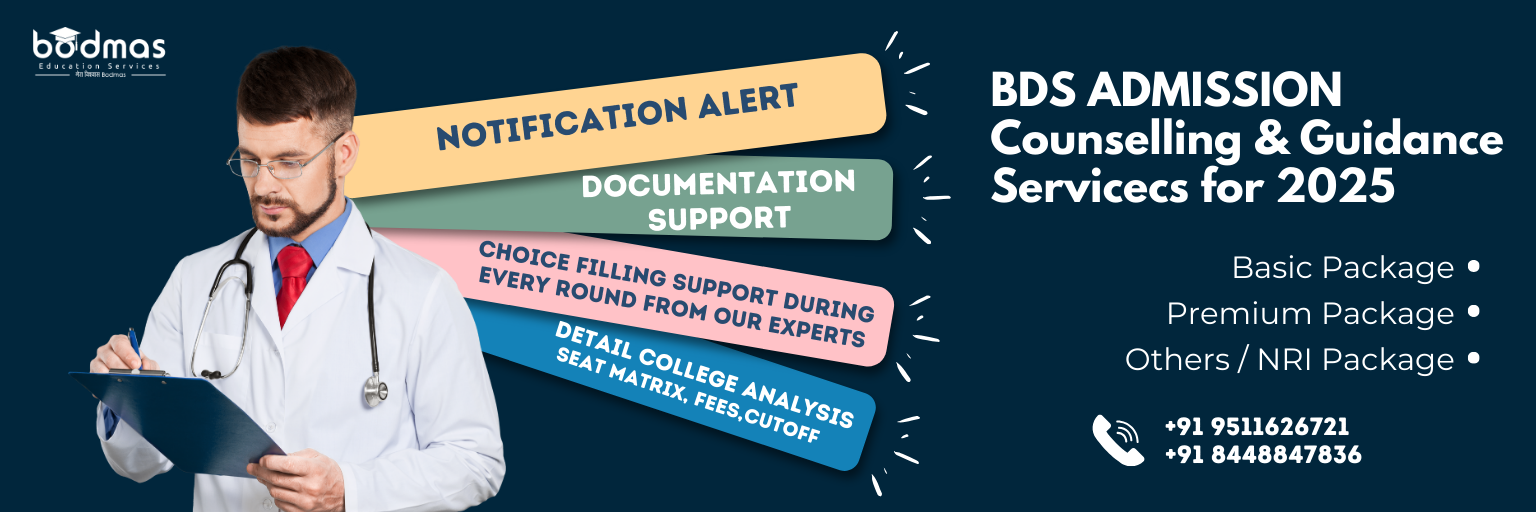 bodmas
Education Services
मेरा विश्वास Bodmas
NOTIFICATION ALERT
DOCUMENTATION
SUPPORT
CHOICE FILLING SUPPORT DURING
EVERY ROUND FROM OUR EXPERTS
DETAIL COLLEGE ANALYSIS
SEAT MATRIX, FEES,CUTOFF
BDS ADMISSION
Counselling & Guidance
Servicecs for 2025
Basic Package •
Premium Package •
Others / NRI Package •
+91 9511626721
+91 8448847836